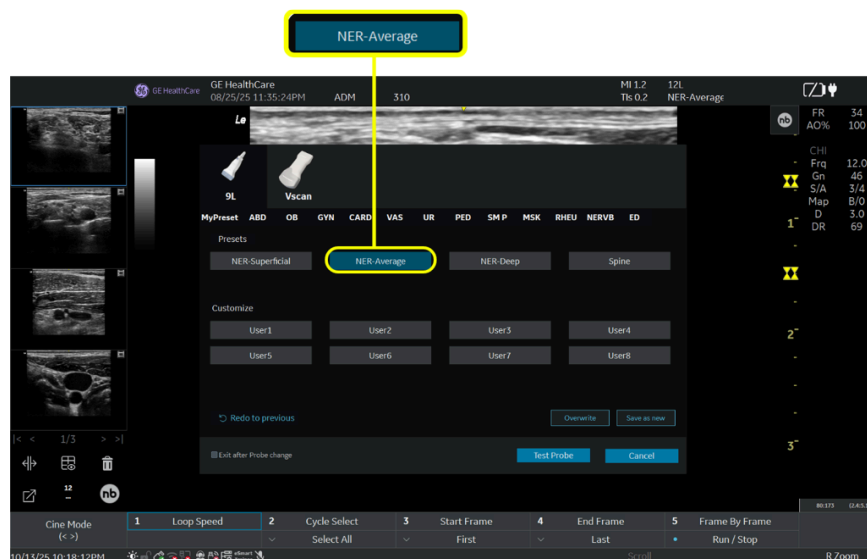 NER-Average
GE HealthCare
GE HealthCare
08/25/25 11:35:24PM ADM 310
MI 1.2 12L
TIs 0.2 NER-Average
Le
nb
FR 34
AO% 100
CHI
Frq 12.0
Gn 46
S/A 3/4
Map B/0
D 3.0
DR 69
9L Vscan
MyPreset ABD OB GYN CARD VAS UR PED SM P MSK RHEU NERVB ED
Presets
NER-Superficial NER-Average NER-Deep Spine
Customize
User1 User2 User3 User4
User5 User6 User7 User8
Redo to previous Overwrite Save as new
Exit after Probe change Test Probe Cancel
1
2
3
|< < 1/3 > >|
12
nb
Cine Mode
(< >)
1 Loop Speed 2 Cycle Select 3 Start Frame 4 End Frame 5 Frame By Frame
Select All First Last Run / Stop
10/13/25 10:18:12PM Scroll R.Zoom